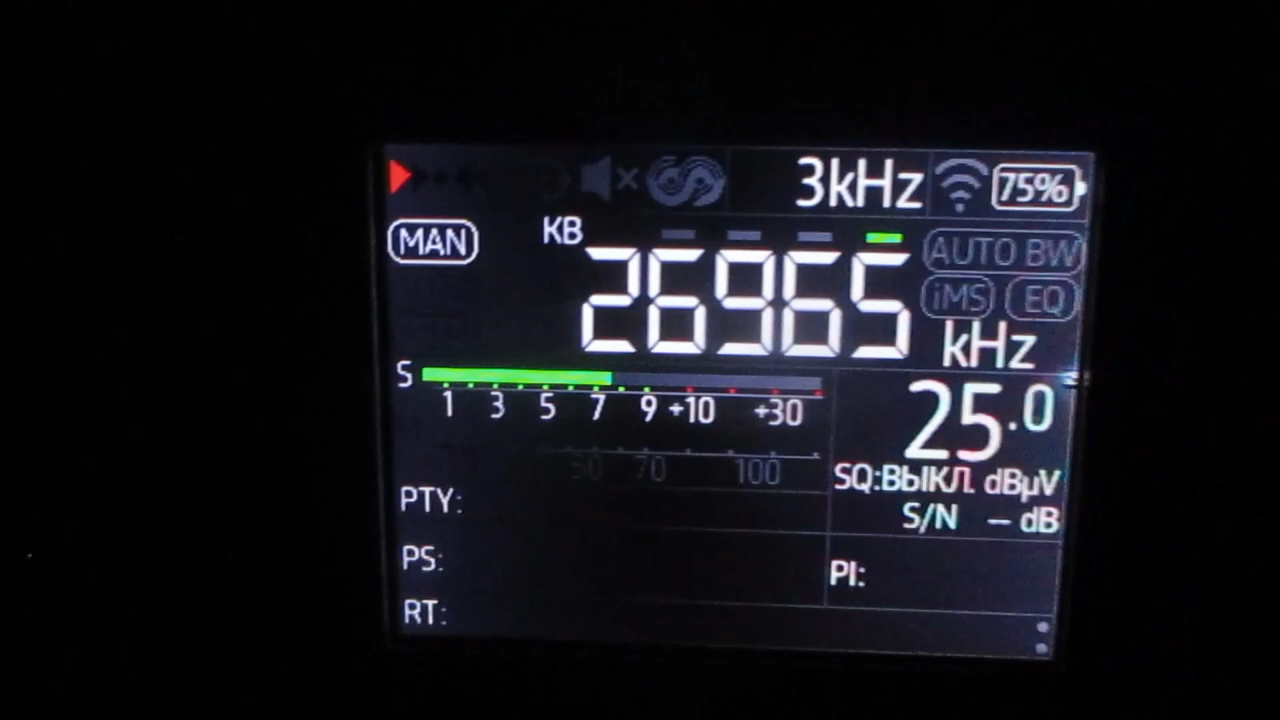 3kHz 75%
MAN КВ 26965 kHz AUTO BW
iMS EQ
S 1 3 5 7 9 +10 +30
25.0
50 70 100
SQ:ВЫКЛ. dBµV
S/N – dB
PTY:
PS: PI:
RT: